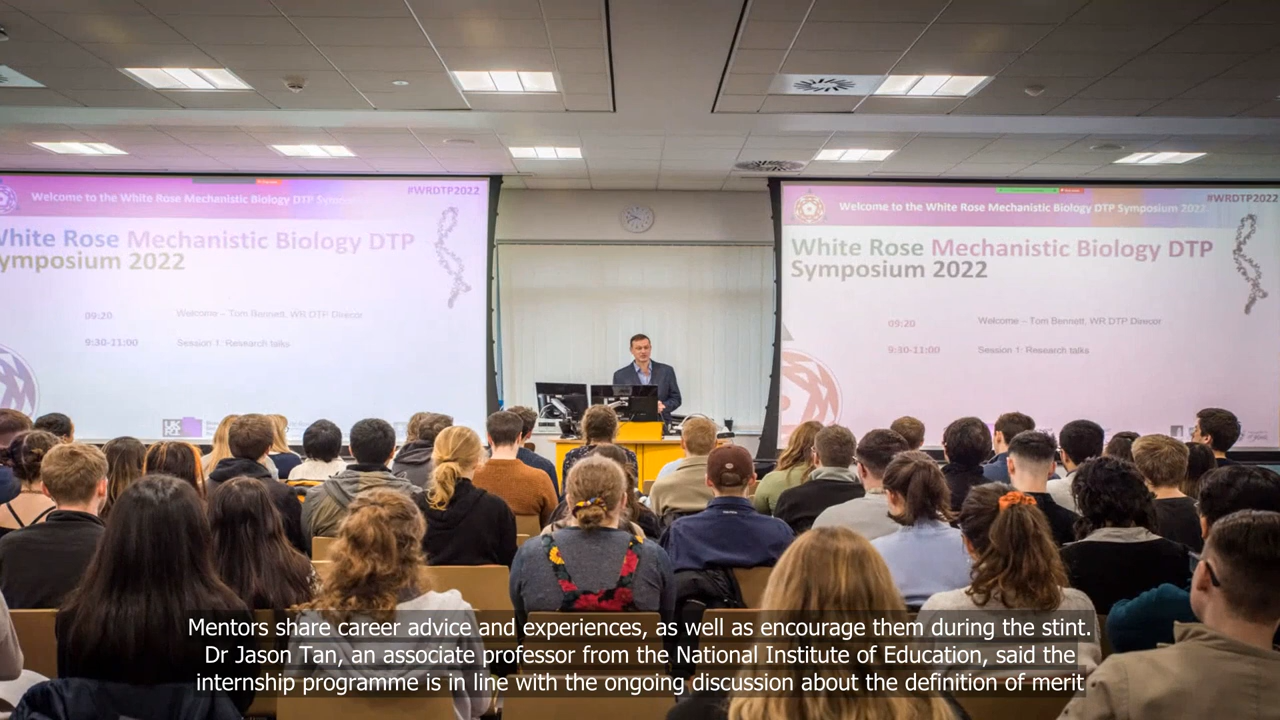 Welcome to the White Rose Mechanistic Biology DTP Sympo
#WRDTP2022
White Rose Mechanistic Biology DTP
ymposium 2022
09:20 Welcome – Tom Bennett, WR DTP Director
9:30-11:00 Session 1: Research talks
Welcome to the White Rose Mechanistic Biology DTP Symposium 2022
#WRDTP2022
White Rose Mechanistic Biology DTP
Symposium 2022
09:20 Welcome – Tom Bennett, WR DTP Director
9:30-11:00 Session 1: Research talks
Mentors share career advice and experiences, as well as encourage them during the stint.
Dr Jason Tan, an associate professor from the National Institute of Education, said the
internship programme is in line with the ongoing discussion about the definition of merit